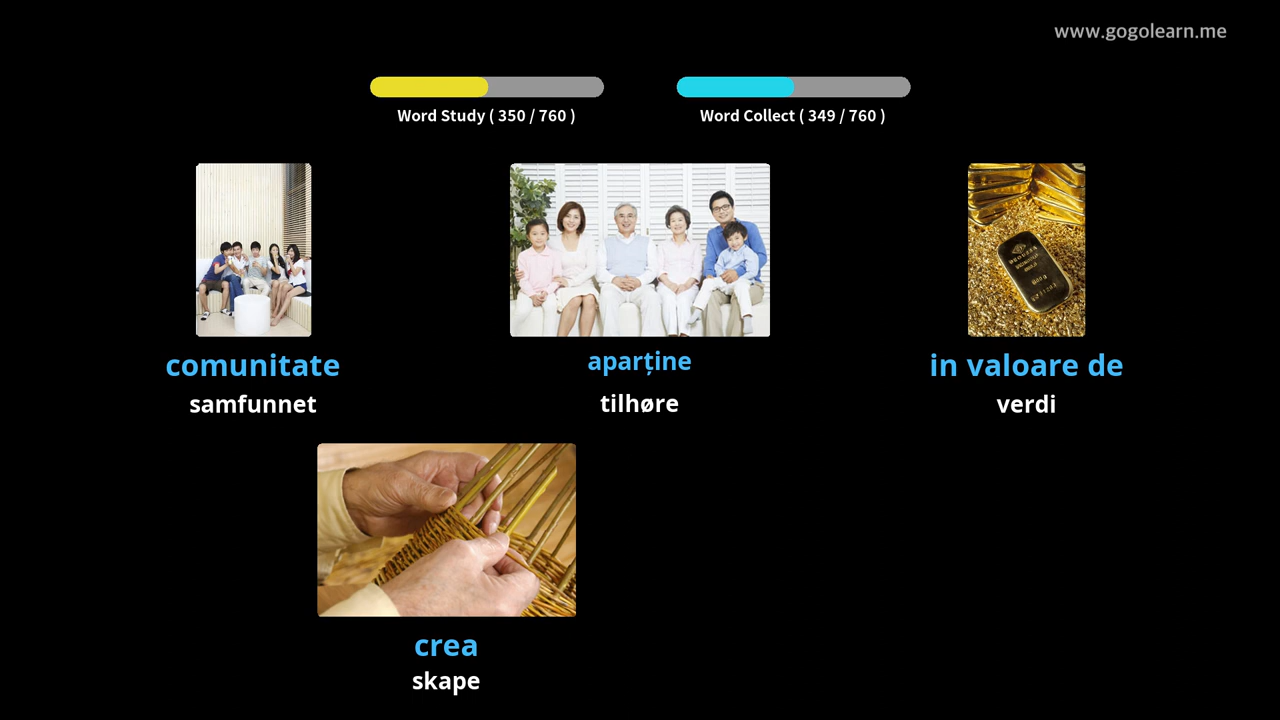 www.gogolearn.me
Word Study ( 350 / 760 )
Word Collect ( 349 / 760 )
comunitate
samfunnet
aparține
tilhøre
in valoare de
verdi
crea
skape